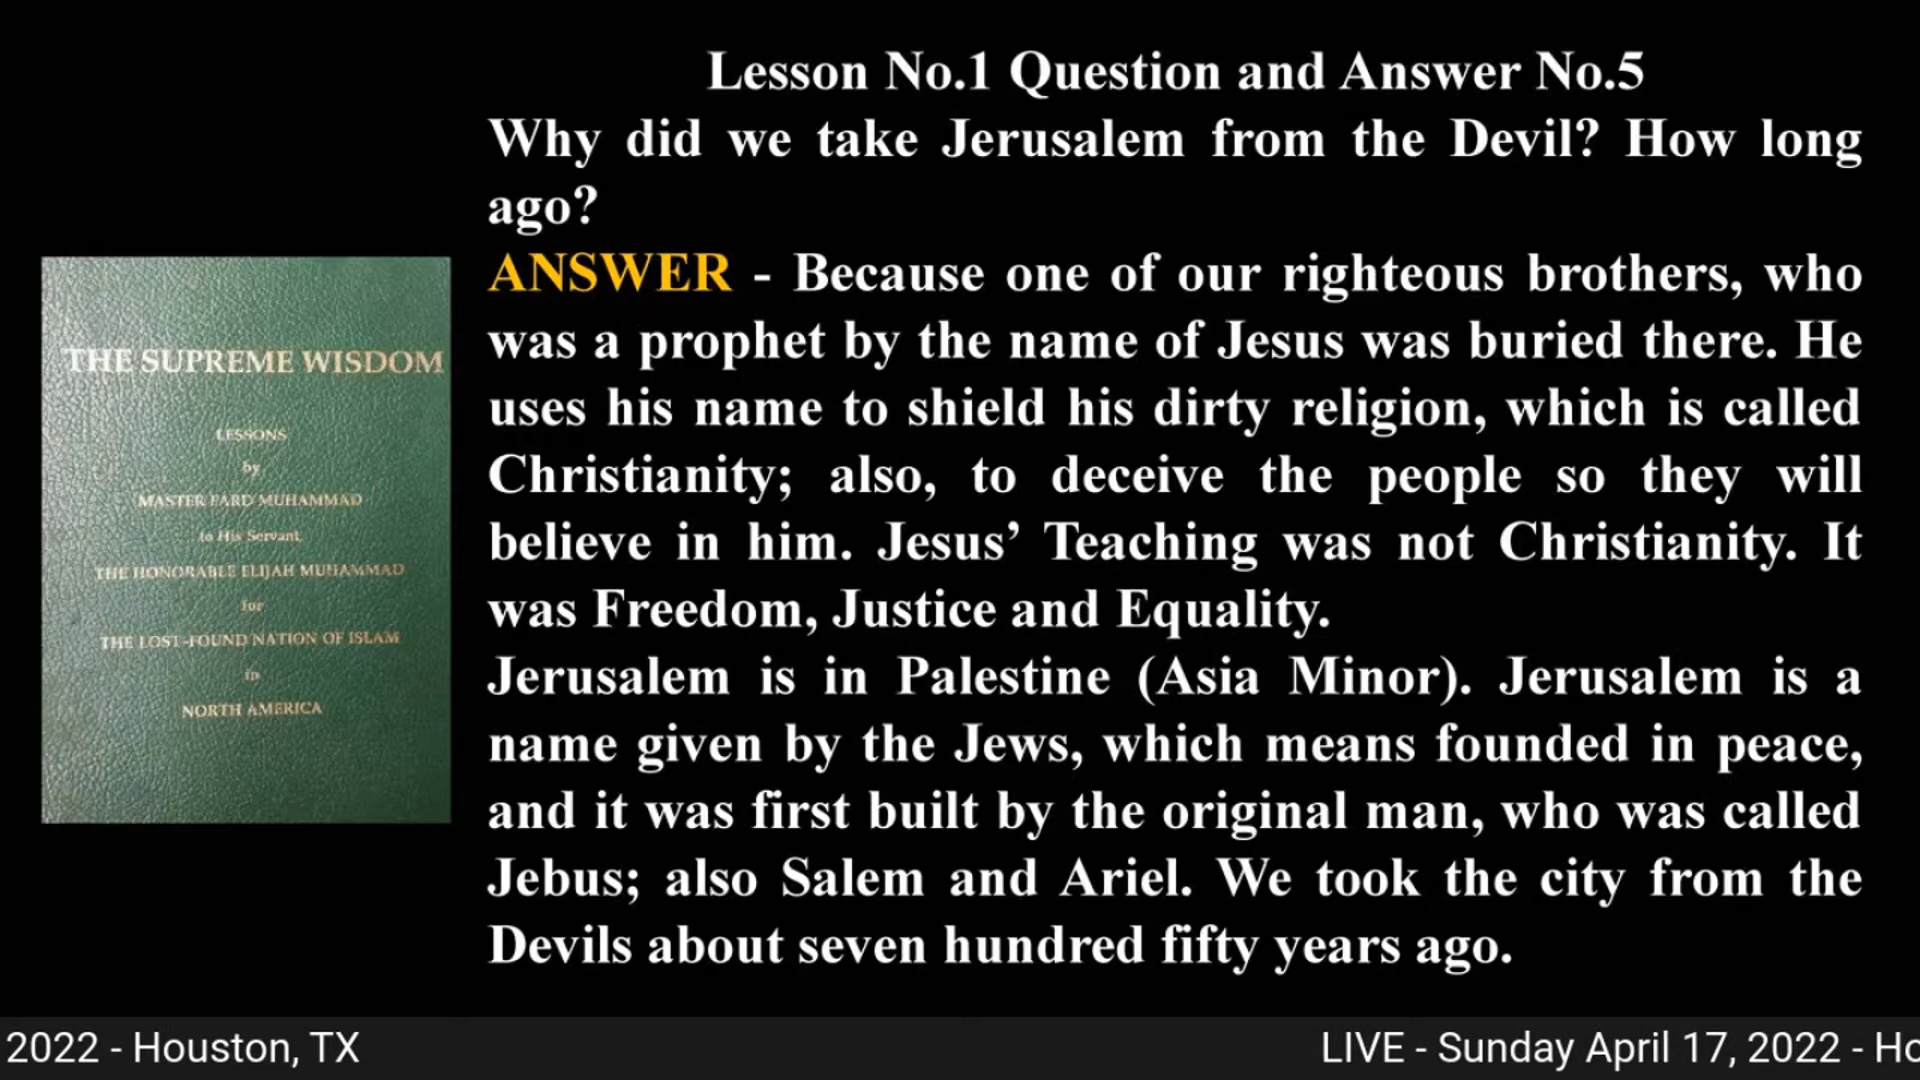 Lesson No.1 Question and Answer No.5
Why did we take Jerusalem from the Devil? How long
ago?
ANSWER - Because one of our righteous brothers, who
was a prophet by the name of Jesus was buried there. He
uses his name to shield his dirty religion, which is called
Christianity; also, to deceive the people so they will
believe in him. Jesus’ Teaching was not Christianity. It
was Freedom, Justice and Equality.
Jerusalem is in Palestine (Asia Minor). Jerusalem is a
name given by the Jews, which means founded in peace,
and it was first built by the original man, who was called
Jebus; also Salem and Ariel. We took the city from the
Devils about seven hundred fifty years ago.
THE SUPREME WISDOM
LESSONS
by
MASTER FARD MUHAMMAD
to His Servant,
THE HONORABLE ELIJAH MUHAMMAD
for
THE LOST-FOUND NATION OF ISLAM
in
NORTH AMERICA
2022 - Houston, TX
LIVE - Sunday April 17, 2022 - Ho